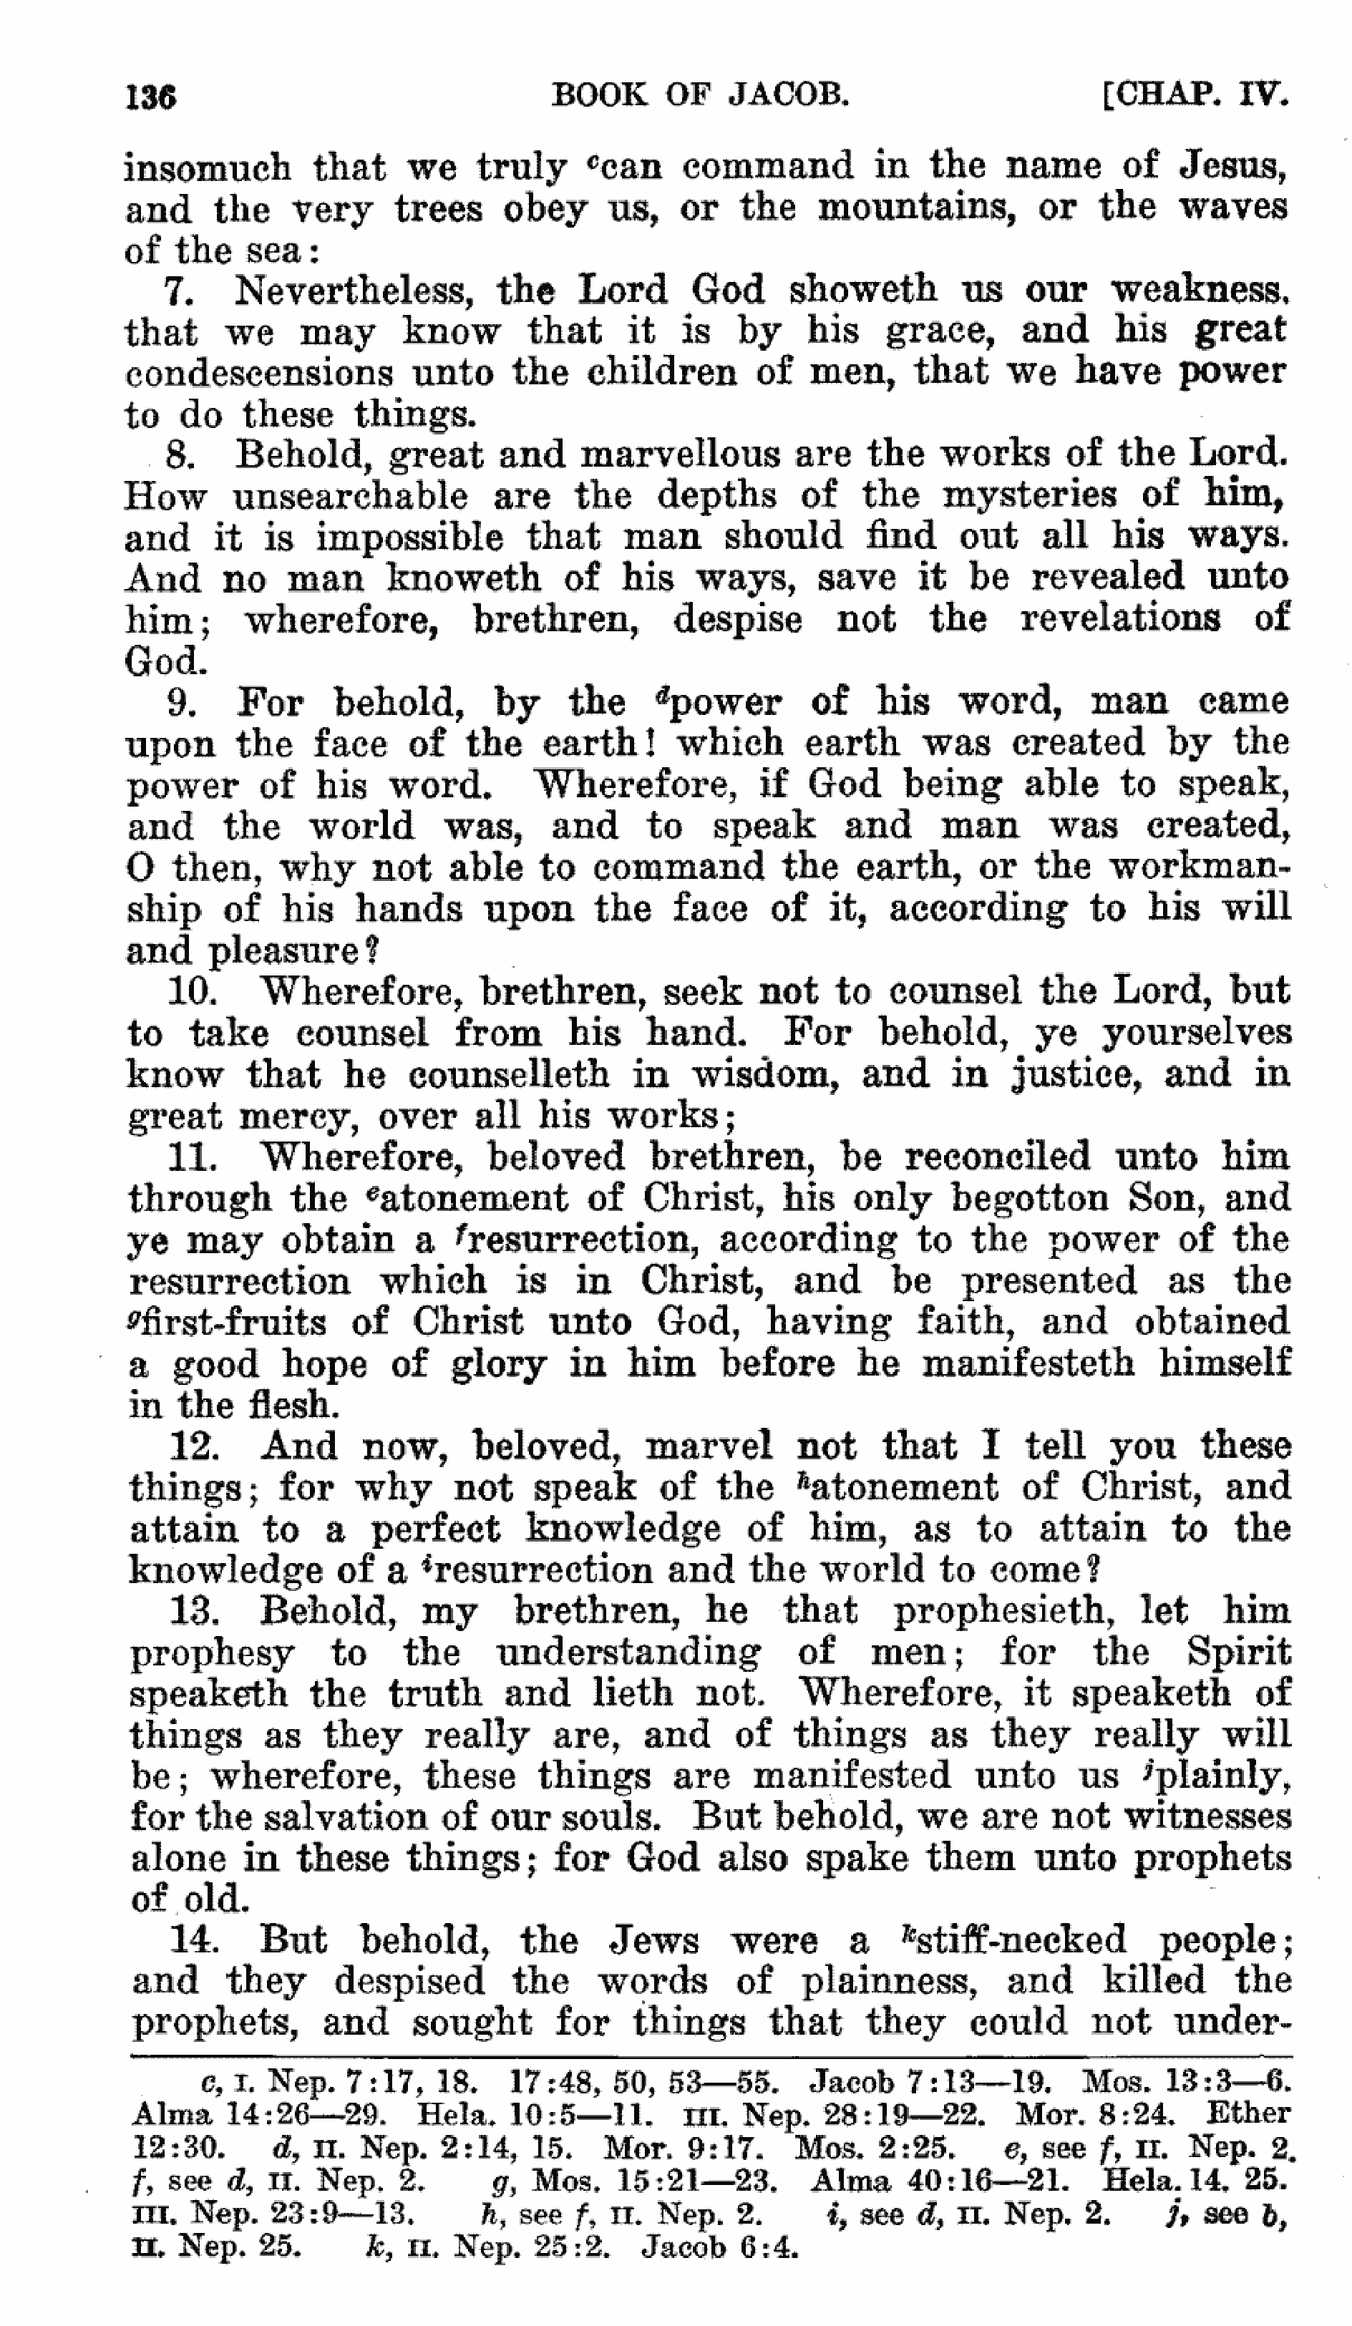 136 BOOK OF JACOB. [CHAP. IV.
insomuch that we truly ᶜcan command in the name of Jesus,
and the very trees obey us, or the mountains, or the waves
of the sea:
7. Nevertheless, the Lord God showeth us our weakness.
that we may know that it is by his grace, and his great
condescensions unto the children of men, that we have power
to do these things.
8. Behold, great and marvellous are the works of the Lord.
How unsearchable are the depths of the mysteries of him,
and it is impossible that man should find out all his ways.
And no man knoweth of his ways, save it be revealed unto
him; wherefore, brethren, despise not the revelations of
God.
9. For behold, by the ᵈpower of his word, man came
upon the face of the earth! which earth was created by the
power of his word. Wherefore, if God being able to speak,
and the world was, and to speak and man was created,
O then, why not able to command the earth, or the workman-
ship of his hands upon the face of it, according to his will
and pleasure?
10. Wherefore, brethren, seek not to counsel the Lord, but
to take counsel from his hand. For behold, ye yourselves
know that he counselleth in wisdom, and in justice, and in
great mercy, over all his works;
11. Wherefore, beloved brethren, be reconciled unto him
through the ᵉatonement of Christ, his only begotton Son, and
ye may obtain a ᶠresurrection, according to the power of the
resurrection which is in Christ, and be presented as the
ᵍfirst-fruits of Christ unto God, having faith, and obtained
a good hope of glory in him before he manifesteth himself
in the flesh.
12. And now, beloved, marvel not that I tell you these
things; for why not speak of the ʰatonement of Christ, and
attain to a perfect knowledge of him, as to attain to the
knowledge of a ⁱresurrection and the world to come?
13. Behold, my brethren, he that prophesieth, let him
prophesy to the understanding of men; for the Spirit
speaketh the truth and lieth not. Wherefore, it speaketh of
things as they really are, and of things as they really will
be; wherefore, these things are manifested unto us ʲplainly,
for the salvation of our souls. But behold, we are not witnesses
alone in these things; for God also spake them unto prophets
of old.
14. But behold, the Jews were a ᵏstiff-necked people;
and they despised the words of plainness, and killed the
prophets, and sought for things that they could not under-
c, I. Nep. 7:17, 18. 17:48, 50, 53—55. Jacob 7:13—19. Mos. 13:3—6.
Alma 14:26—29. Hela. 10:5—11. III. Nep. 28:19—22. Mor. 8:24. Ether
12:30. d, II. Nep. 2:14, 15. Mor. 9:17. Mos. 2:25. e, see f, II. Nep. 2.
f, see d, II. Nep. 2. g, Mos. 15:21—23. Alma 40:16—21. Hela. 14. 25.
III. Nep. 23:9—13. h, see f, II. Nep. 2. i, see d, II. Nep. 2. j, see b,
II. Nep. 25. k, II. Nep. 25:2. Jacob 6:4.